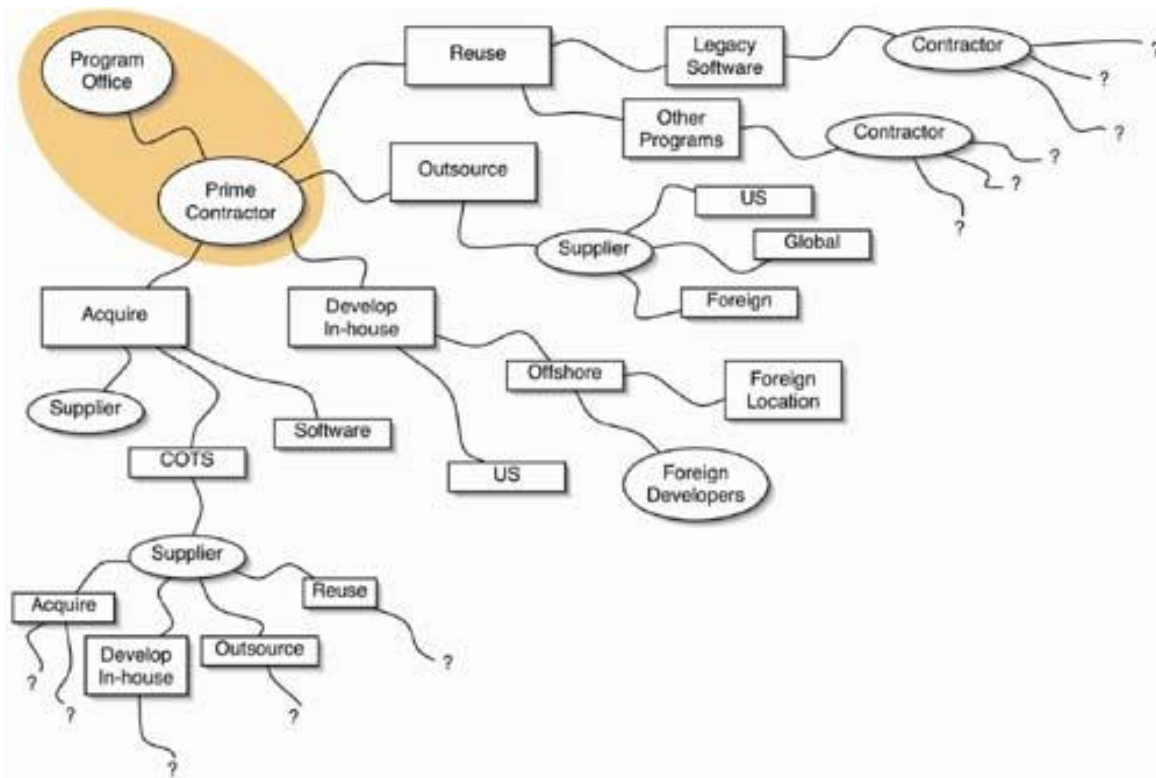 Program
Office
Reuse
Legacy
Software
Contractor
?
?
?
Other
Programs
Contractor
?
?
?
Prime
Contractor
Outsource
US
Supplier
Global
Foreign
Acquire
Develop
In-house
Offshore
Foreign
Location
Supplier
Software
COTS
US
Foreign
Developers
Supplier
Reuse
Acquire
Develop
In-house
Outsource
?
?
?
?
?